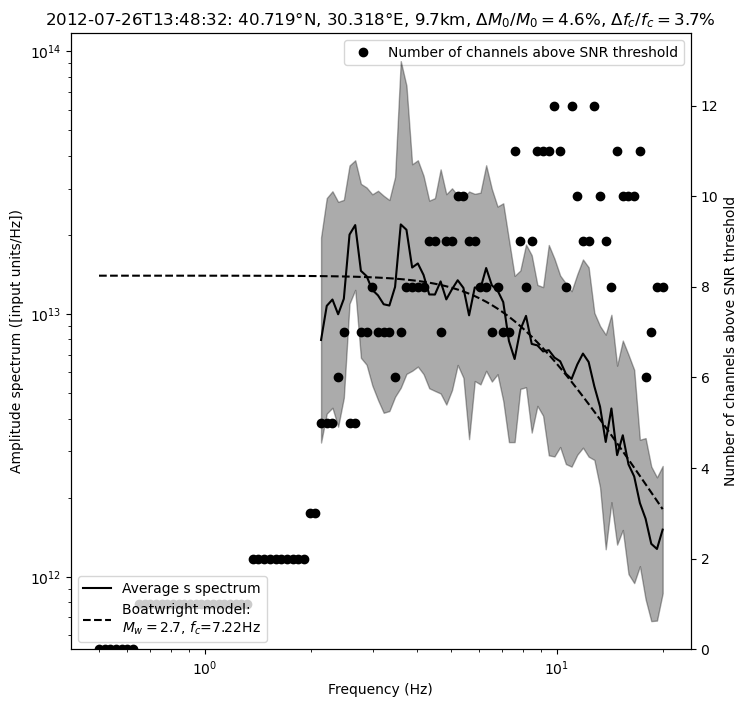 2012-07-26T13:48:32: 40.719°N, 30.318°E, 9.7km, ΔM₀/M₀ = 4.6%, Δf_c/f_c = 3.7%
Number of channels above SNR threshold
10¹⁴
10¹³
10¹²
Amplitude spectrum ([input units/Hz])
12
10
8
6
4
2
0
Number of channels above SNR threshold
Average s spectrum
Boatwright model:
M_w = 2.7, f_c=7.22Hz
10⁰
10¹
Frequency (Hz)